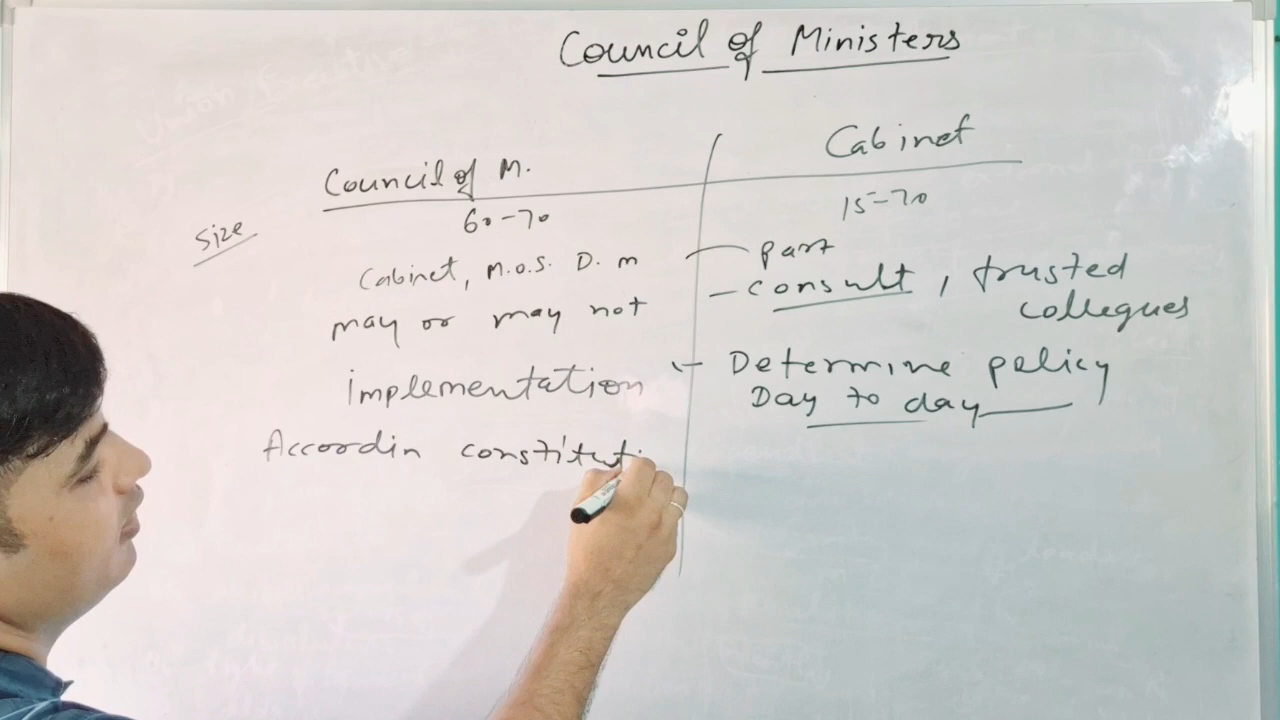 Council of Ministers
Council of M.
Cabinet
Size
60-70
15-20
Cabinet, M.O.S. D. m
part
may or may not
- consult, trusted
collegues
implementation
- Determine policy
Day to day
Accordin constituti